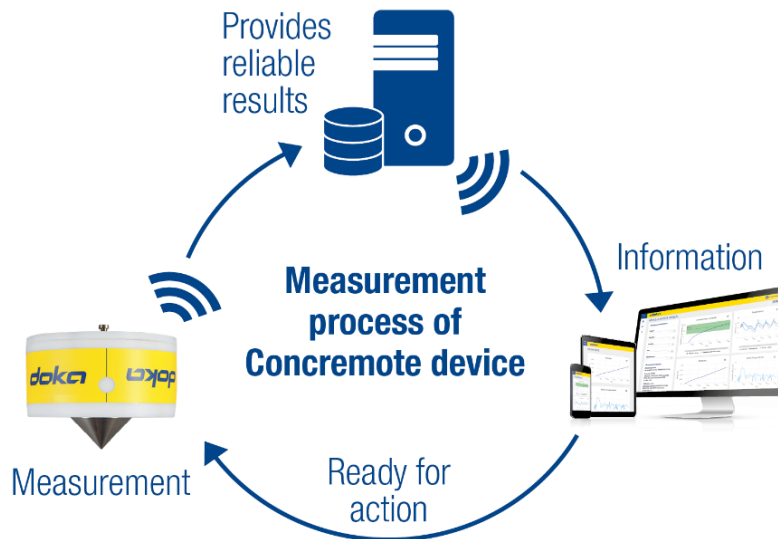 Provides
reliable
results
Information
Measurement
process of
Concremote device
doka
doka
Measurement
Ready for
action